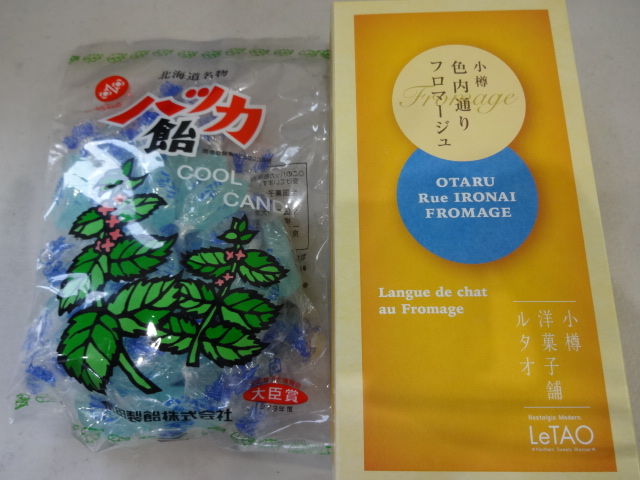 北海道名物
ハッカ
飴
COOL
CANDY
大臣賞
製飴株式会社
小樽
色内通り
フロマージュ
Fromage
OTARU
Rue IRONAI
FROMAGE
Langue de chat
au Fromage
小樽
洋菓子舗
ルタオ
Nostalgia Modern
LeTAO